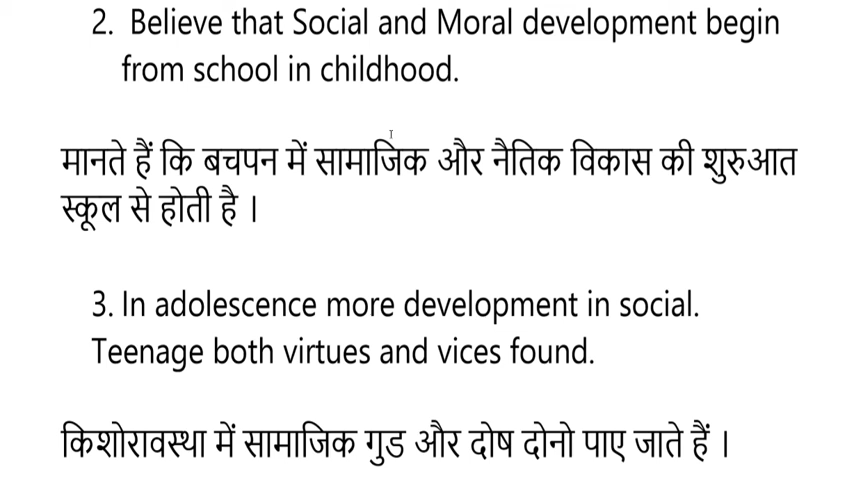 2. Believe that Social and Moral development begin
from school in childhood.
मानते हैं कि बचपन में सामाजिक और नैतिक विकास की शुरुआत
स्कूल से होती है ।
3. In adolescence more development in social.
Teenage both virtues and vices found.
किशोरावस्था में सामाजिक गुड और दोष दोनो पाए जाते हैं ।